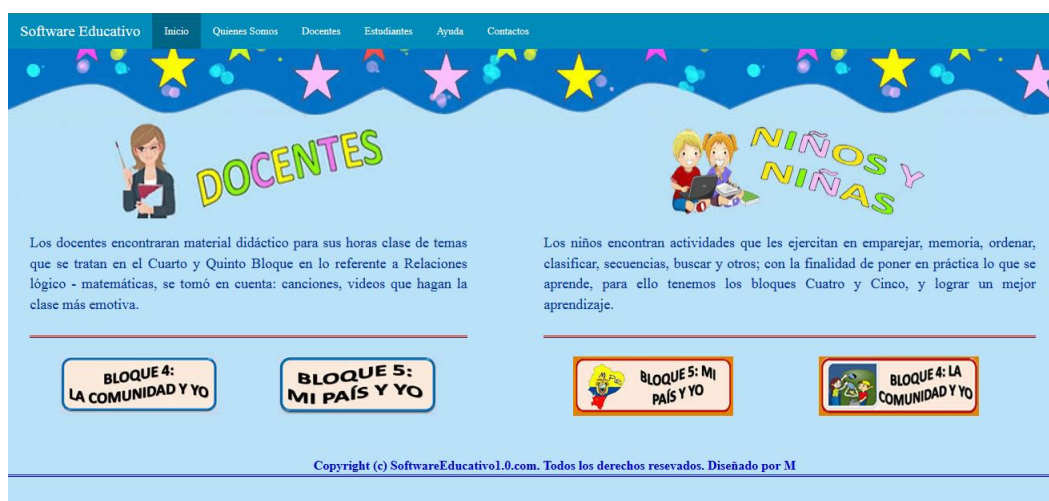 Software Educativo Inicio Quienes Somos Docentes Estudiantes Ayuda Contactos
DOCENTES
Los docentes encontraran material didáctico para sus horas clase de temas
que se tratan en el Cuarto y Quinto Bloque en lo referente a Relaciones
lógico - matemáticas, se tomó en cuenta: canciones, videos que hagan la
clase más emotiva.
BLOQUE 4:
LA COMUNIDAD Y YO
BLOQUE 5:
MI PAÍS Y YO
NIÑOS Y
NIÑAS
Los niños encontran actividades que les ejercitan en emparejar, memoria, ordenar,
clasificar, secuencias, buscar y otros; con la finalidad de poner en práctica lo que se
aprende, para ello tenemos los bloques Cuatro y Cinco, y lograr un mejor
aprendizaje.
BLOQUE 5: MI
PAÍS Y YO
BLOQUE 4: LA
COMUNIDAD Y YO
Copyright (c) SoftwareEducativo1.0.com. Todos los derechos resevados. Diseñado por M